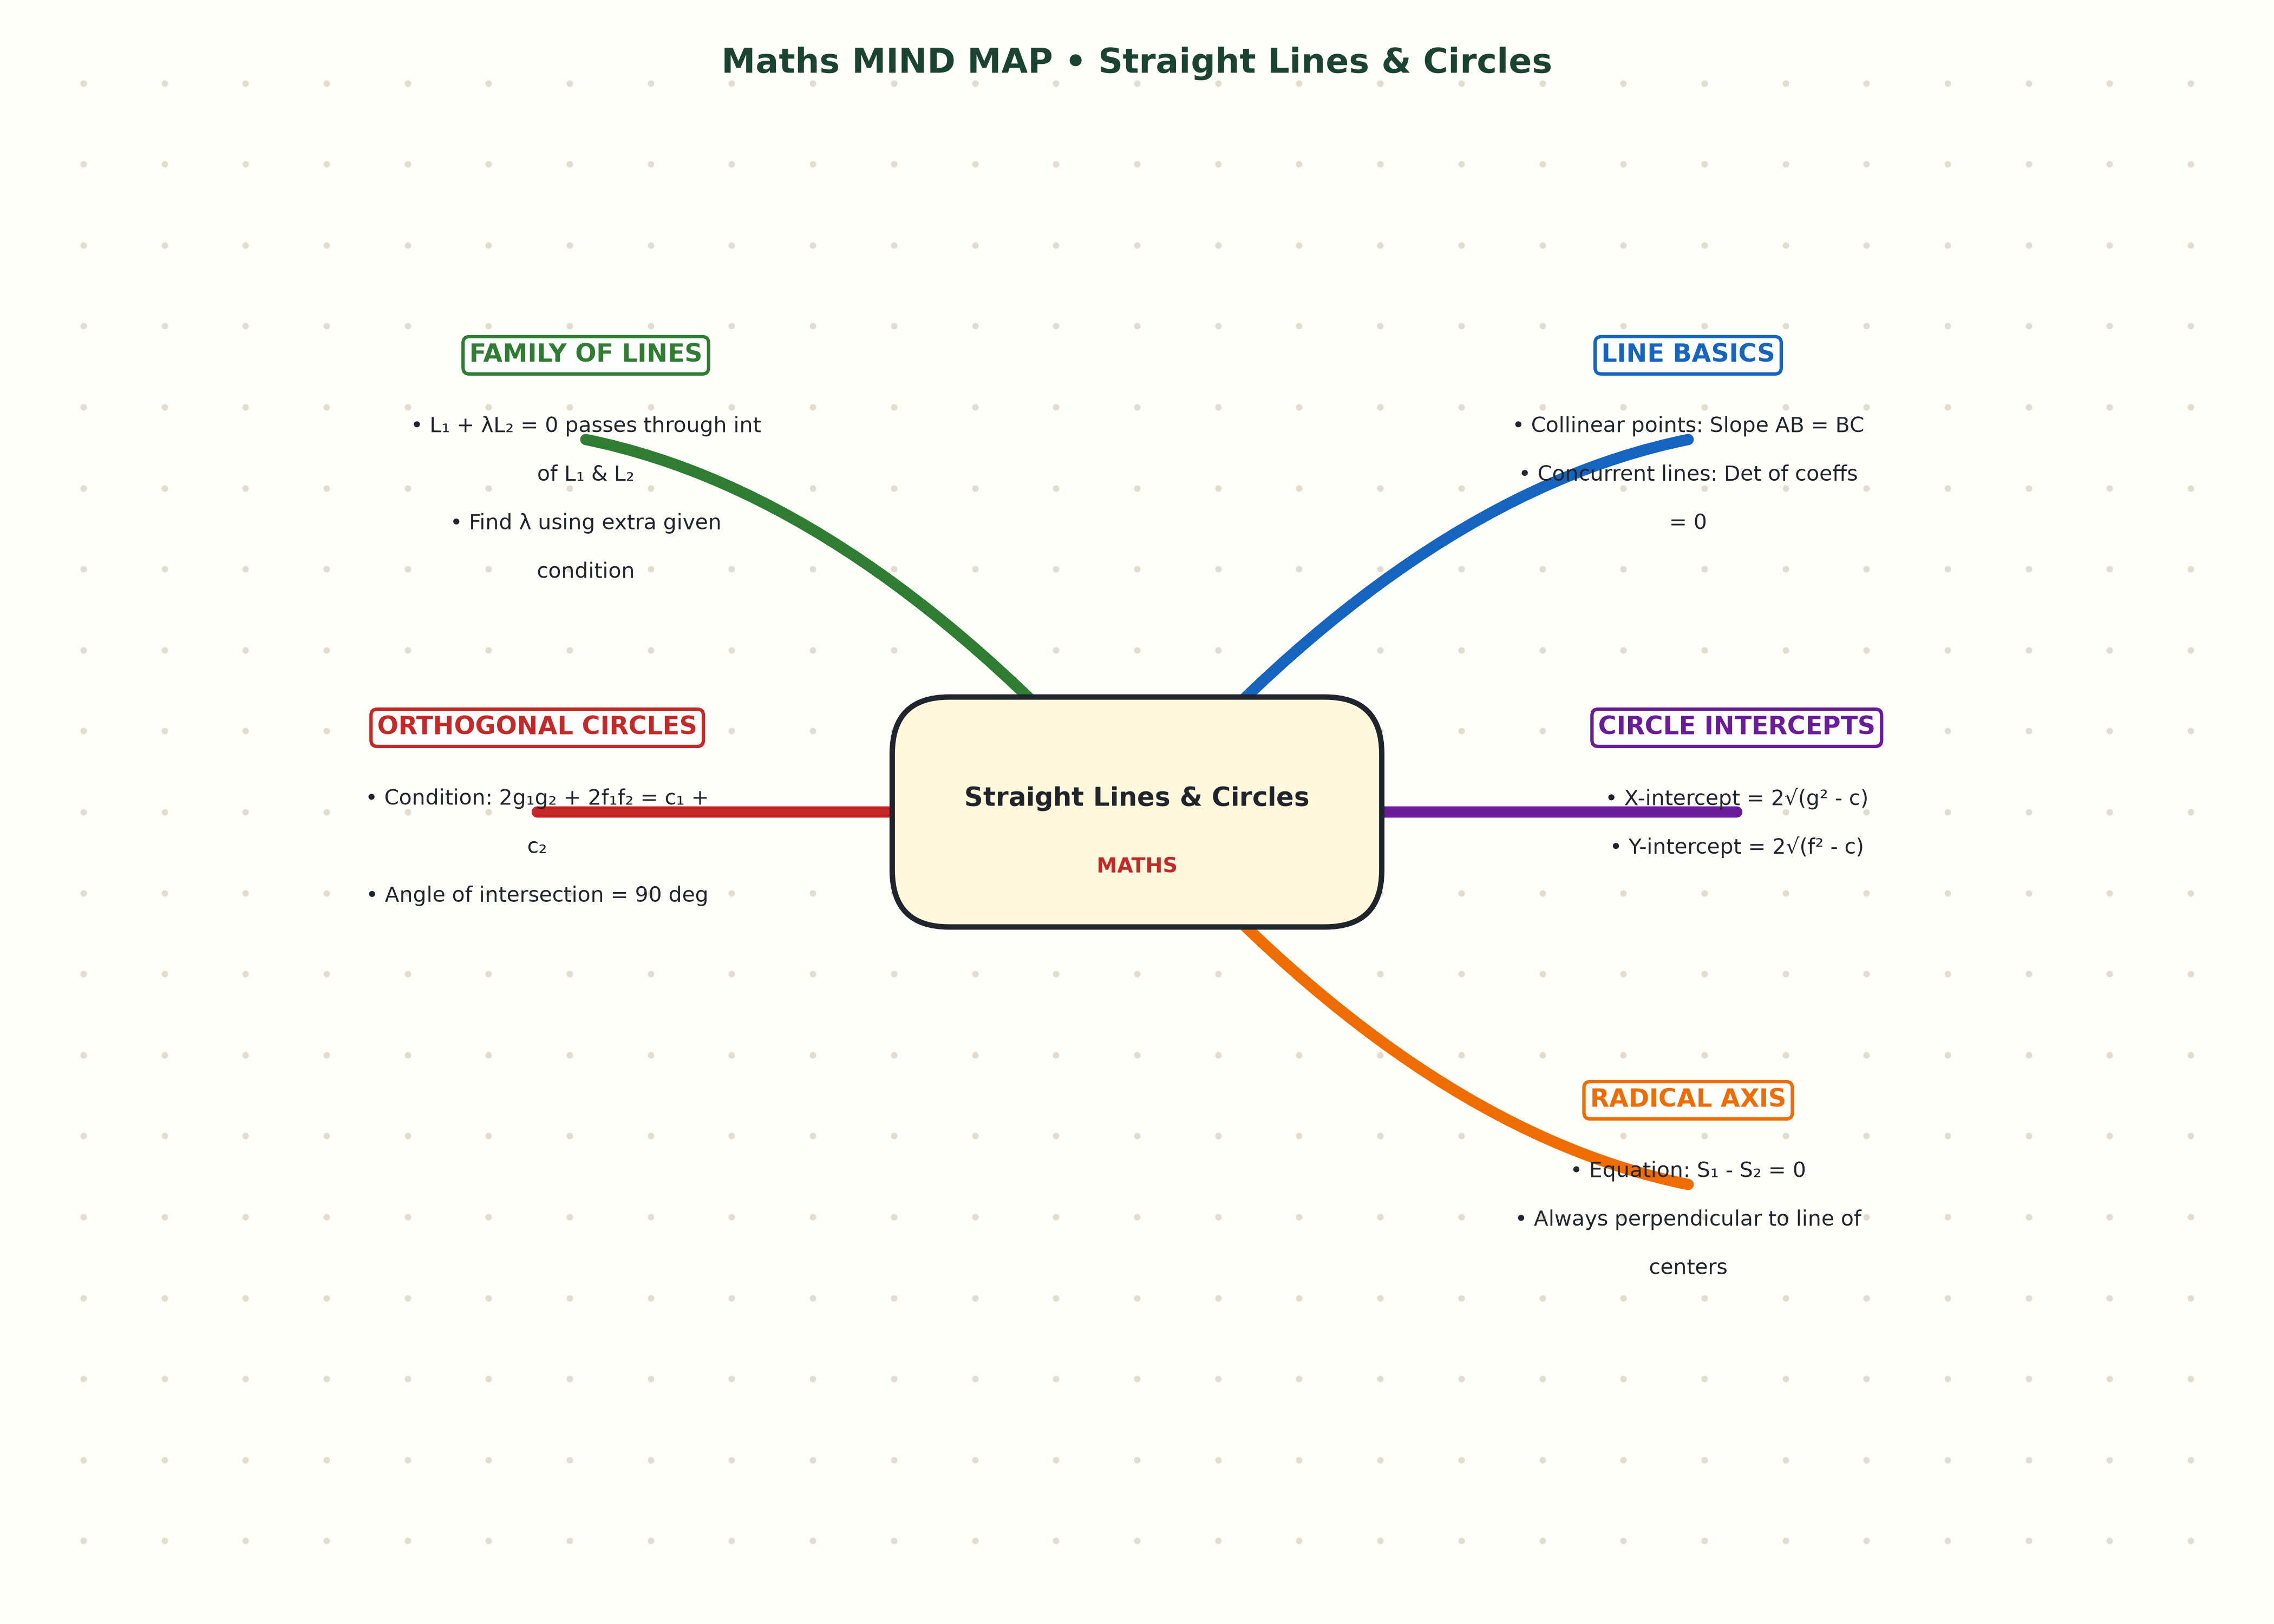 Maths MIND MAP • Straight Lines & Circles
FAMILY OF LINES
• L₁ + λL₂ = 0 passes through int
of L₁ & L₂
• Find λ using extra given
condition
LINE BASICS
• Collinear points: Slope AB = BC
• Concurrent lines: Det of coeffs
= 0
ORTHOGONAL CIRCLES
• Condition: 2g₁g₂ + 2f₁f₂ = c₁ +
c₂
• Angle of intersection = 90 deg
Straight Lines & Circles
MATHS
CIRCLE INTERCEPTS
• X-intercept = 2√(g² - c)
• Y-intercept = 2√(f² - c)
RADICAL AXIS
• Equation: S₁ - S₂ = 0
• Always perpendicular to line of
centers